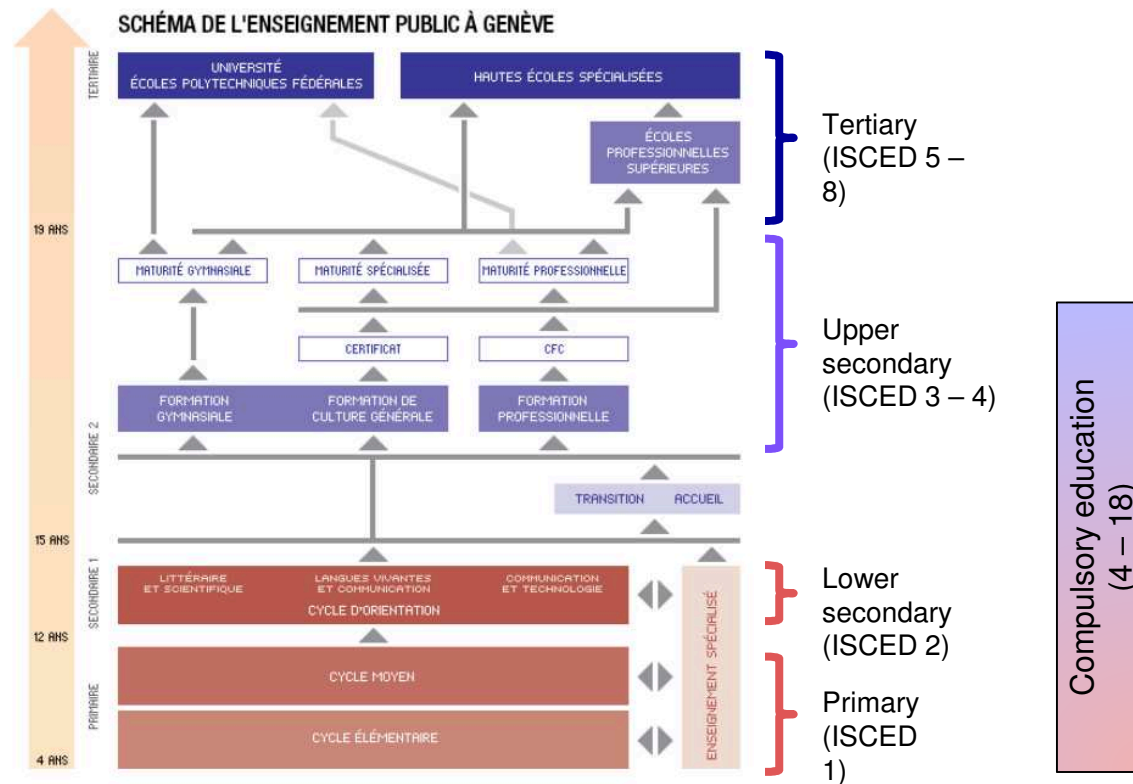 SCHÉMA DE L'ENSEIGNEMENT PUBLIC À GENÈVE
TERTIAIRE
UNIVERSITÉ
ÉCOLES POLYTECHNIQUES FÉDÉRALES
HAUTES ÉCOLES SPÉCIALISÉES
ÉCOLES
PROFESSIONNELLES
SUPÉRIEURES
Tertiary
(ISCED 5 –
8)
19 ANS
MATURITÉ GYMNASIALE
MATURITÉ SPÉCIALISÉE
MATURITÉ PROFESSIONNELLE
CERTIFICAT
CFC
Upper
secondary
(ISCED 3 – 4)
FORMATION
GYMNASIALE
FORMATION DE
CULTURE GÉNÉRALE
FORMATION
PROFESSIONNELLE
SECONDAIRE 2
TRANSITION ACCUEIL
15 ANS
SECONDAIRE 1
LITTÉRAIRE
ET SCIENTIFIQUE
LANGUES VIVANTES
ET COMMUNICATION
COMMUNICATION
ET TECHNOLOGIE
CYCLE D'ORIENTATION
Lower
secondary
(ISCED 2)
12 ANS
PRIMAIRE
CYCLE MOYEN
CYCLE ÉLÉMENTAIRE
ENSEIGNEMENT SPÉCIALISÉ
Primary
(ISCED
1)
4 ANS
Compulsory education
(4 – 18)